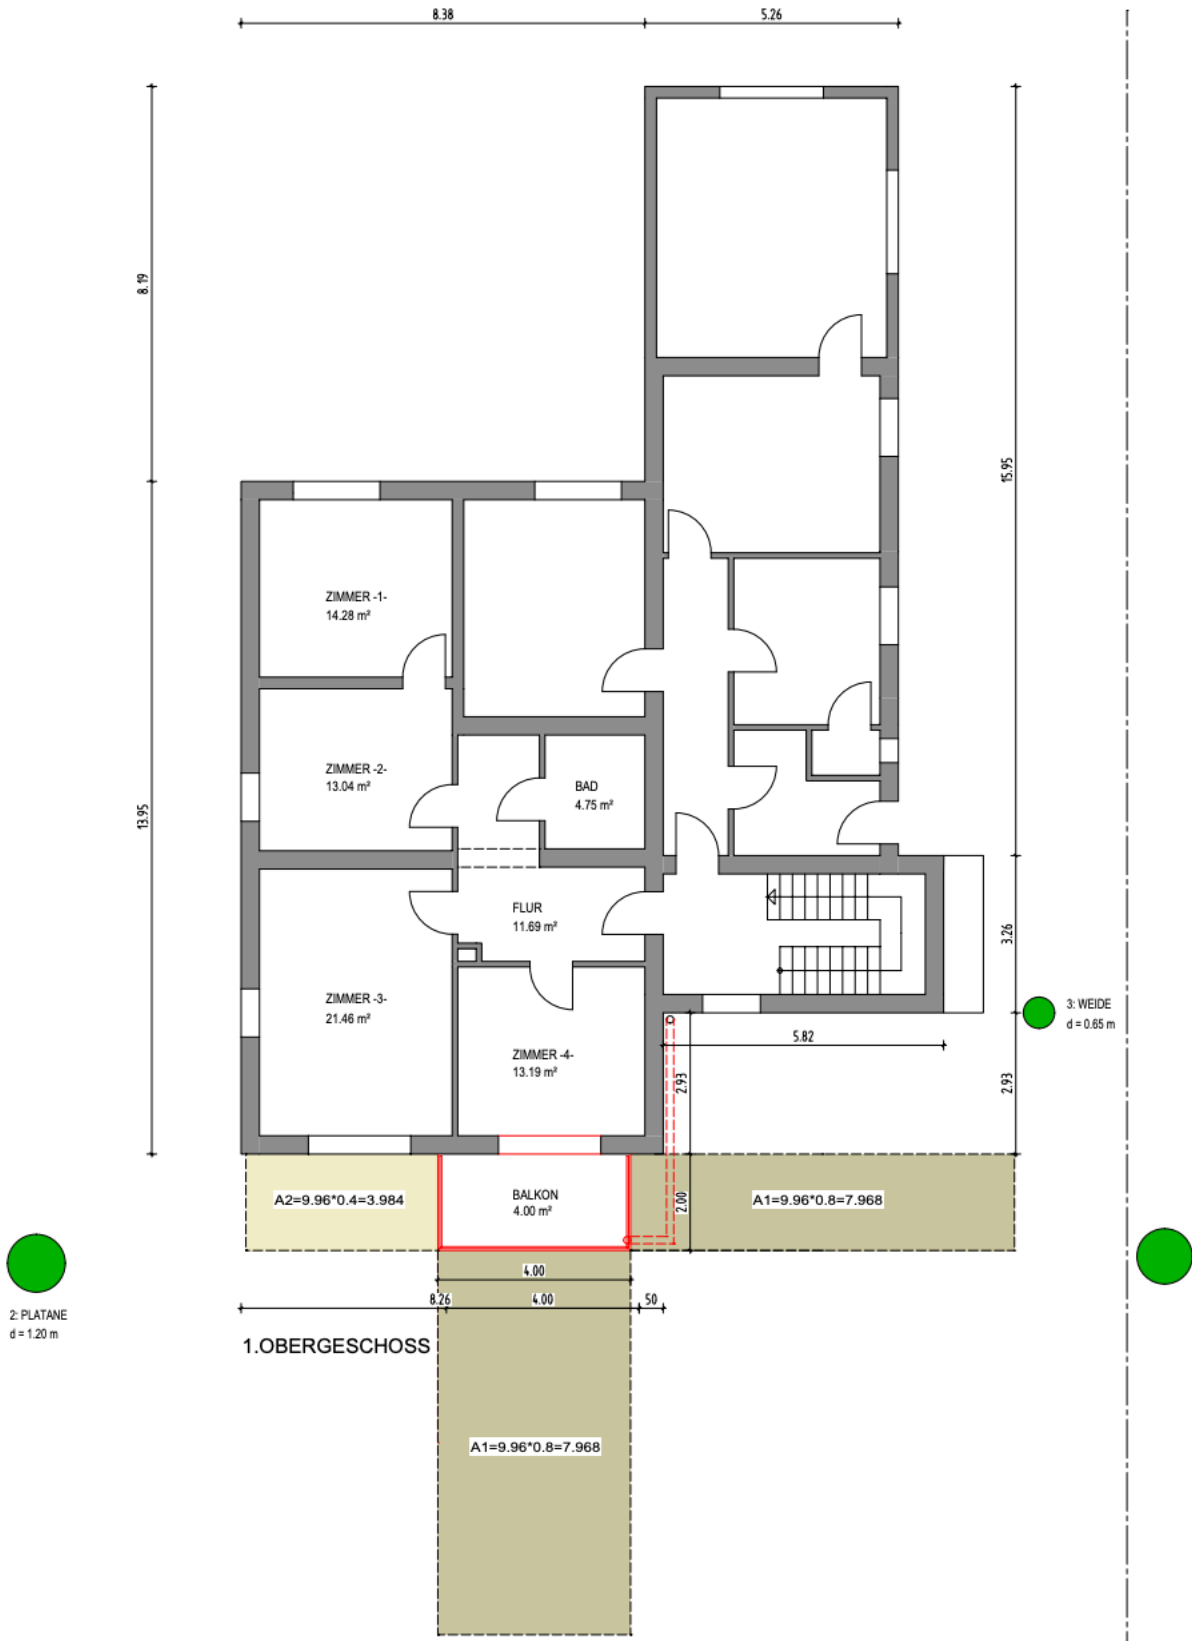 8.38
5.26
8.19
15.95
ZIMMER -1-
14.28 m²
ZIMMER -2-
13.04 m²
BAD
4.75 m²
13.95
FLUR
11.69 m²
3.26
ZIMMER -3-
21.46 m²
3: WEIDE
d = 0.65 m
5.82
ZIMMER -4-
13.19 m²
2.93
2.93
A2=9.96*0.4=3.984
BALKON
4.00 m²
2.00
A1=9.96*0.8=7.968
4.00
8.26
4.00
50
2: PLATANE
d = 1.20 m
1.OBERGESCHOSS
A1=9.96*0.8=7.968